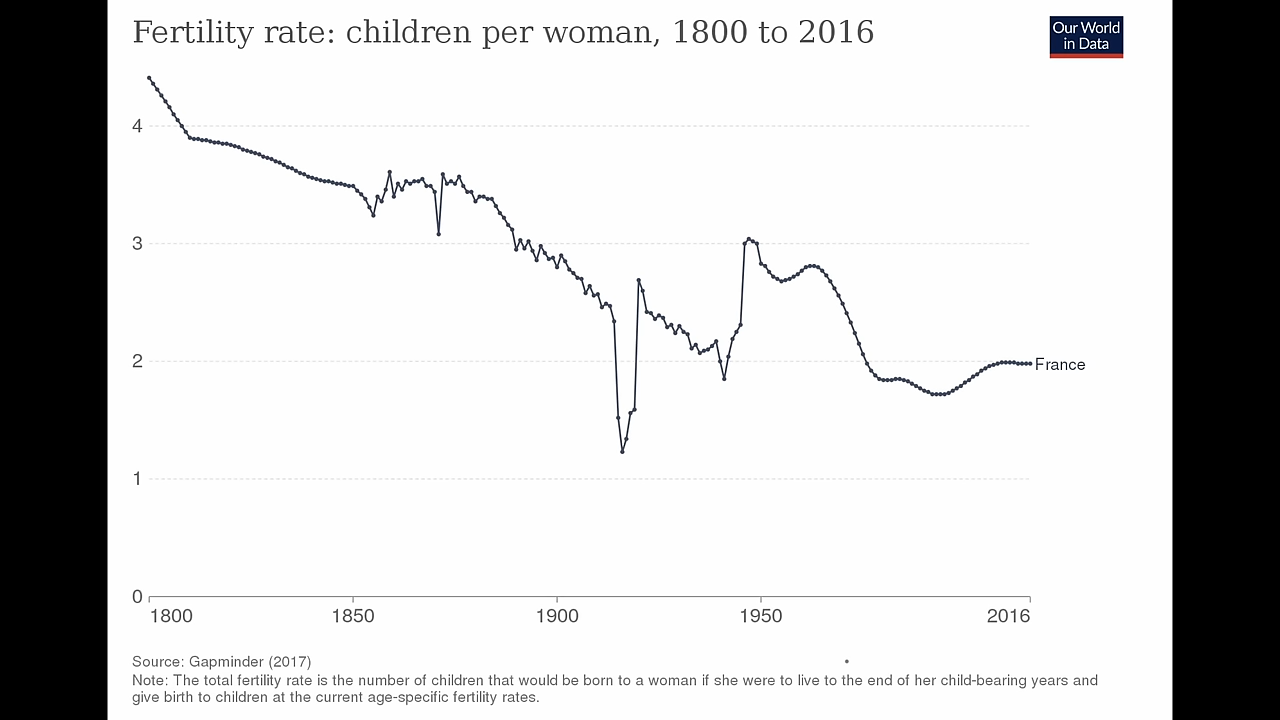 Fertility rate: children per woman, 1800 to 2016
Our World
in Data
4
3
2
France
1
0
1800 1850 1900 1950 2016
Source: Gapminder (2017)
Note: The total fertility rate is the number of children that would be born to a woman if she were to live to the end of her child-bearing years and
give birth to children at the current age-specific fertility rates.